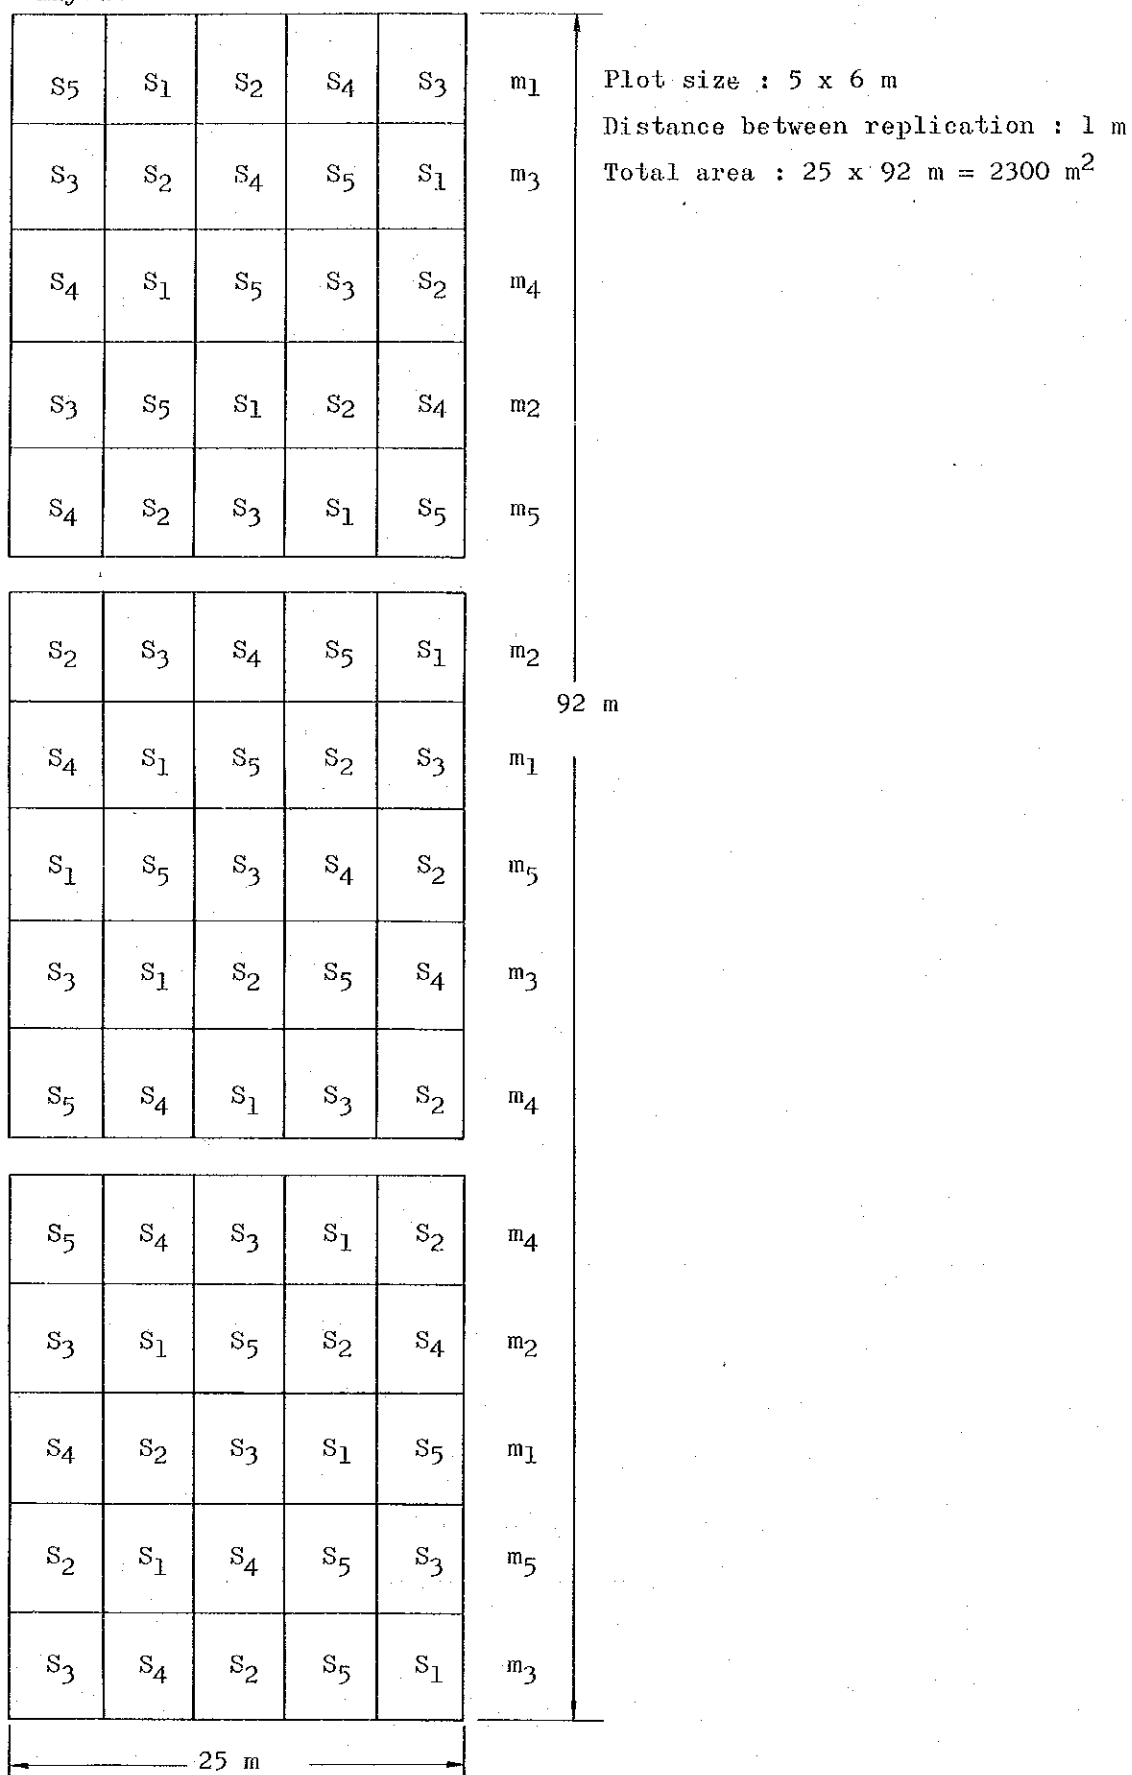 S5 S1 S2 S4 S3 m1
Plot size : 5 x 6 m
Distance between replication : 1 m
S3 S2 S4 S5 S1 m3
Total area : 25 x 92 m = 2300 m2
S4 S1 S5 S3 S2 m4
S3 S5 S1 S2 S4 m2
S4 S2 S3 S1 S5 m5
S2 S3 S4 S5 S1 m2
92 m
S4 S1 S5 S2 S3 m1
S1 S5 S3 S4 S2 m5
S3 S1 S2 S5 S4 m3
S5 S4 S1 S3 S2 m4
S5 S4 S3 S1 S2 m4
S3 S1 S5 S2 S4 m2
S4 S2 S3 S1 S5 m1
S2 S1 S4 S5 S3 m5
S3 S4 S2 S5 S1 m3
25 m